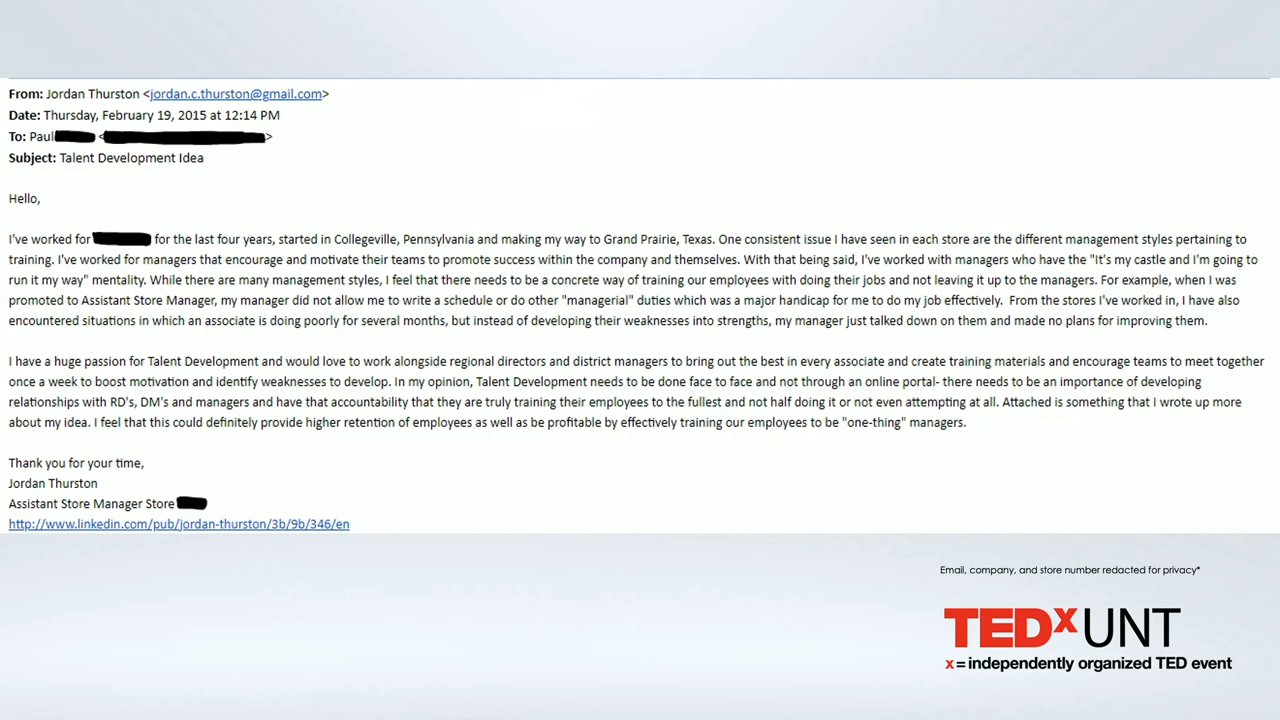 From: Jordan Thurston <jordan.c.thurston@gmail.com>
Date: Thursday, February 19, 2015 at 12:14 PM
To: Paul < >
Subject: Talent Development Idea
Hello,
I've worked for for the last four years, started in Collegeville, Pennsylvania and making my way to Grand Prairie, Texas. One consistent issue I have seen in each store are the different management styles pertaining to
training. I've worked for managers that encourage and motivate their teams to promote success within the company and themselves. With that being said, I've worked with managers who have the "It's my castle and I'm going to
run it my way" mentality. While there are many management styles, I feel that there needs to be a concrete way of training our employees with doing their jobs and not leaving it up to the managers. For example, when I was
promoted to Assistant Store Manager, my manager did not allow me to write a schedule or do other "managerial" duties which was a major handicap for me to do my job effectively. From the stores I've worked in, I have also
encountered situations in which an associate is doing poorly for several months, but instead of developing their weaknesses into strengths, my manager just talked down on them and made no plans for improving them.
I have a huge passion for Talent Development and would love to work alongside regional directors and district managers to bring out the best in every associate and create training materials and encourage teams to meet together
once a week to boost motivation and identify weaknesses to develop. In my opinion, Talent Development needs to be done face to face and not through an online portal- there needs to be an importance of developing
relationships with RD's, DM's and managers and have that accountability that they are truly training their employees to the fullest and not half doing it or not even attempting at all. Attached is something that I wrote up more
about my idea. I feel that this could definitely provide higher retention of employees as well as be profitable by effectively training our employees to be "one-thing" managers.
Thank you for your time,
Jordan Thurston
Assistant Store Manager Store
http://www.linkedin.com/pub/jordan-thurston/3b/9b/346/en
Email, company, and store number redacted for privacy*
TEDxUNT
x = independently organized TED event